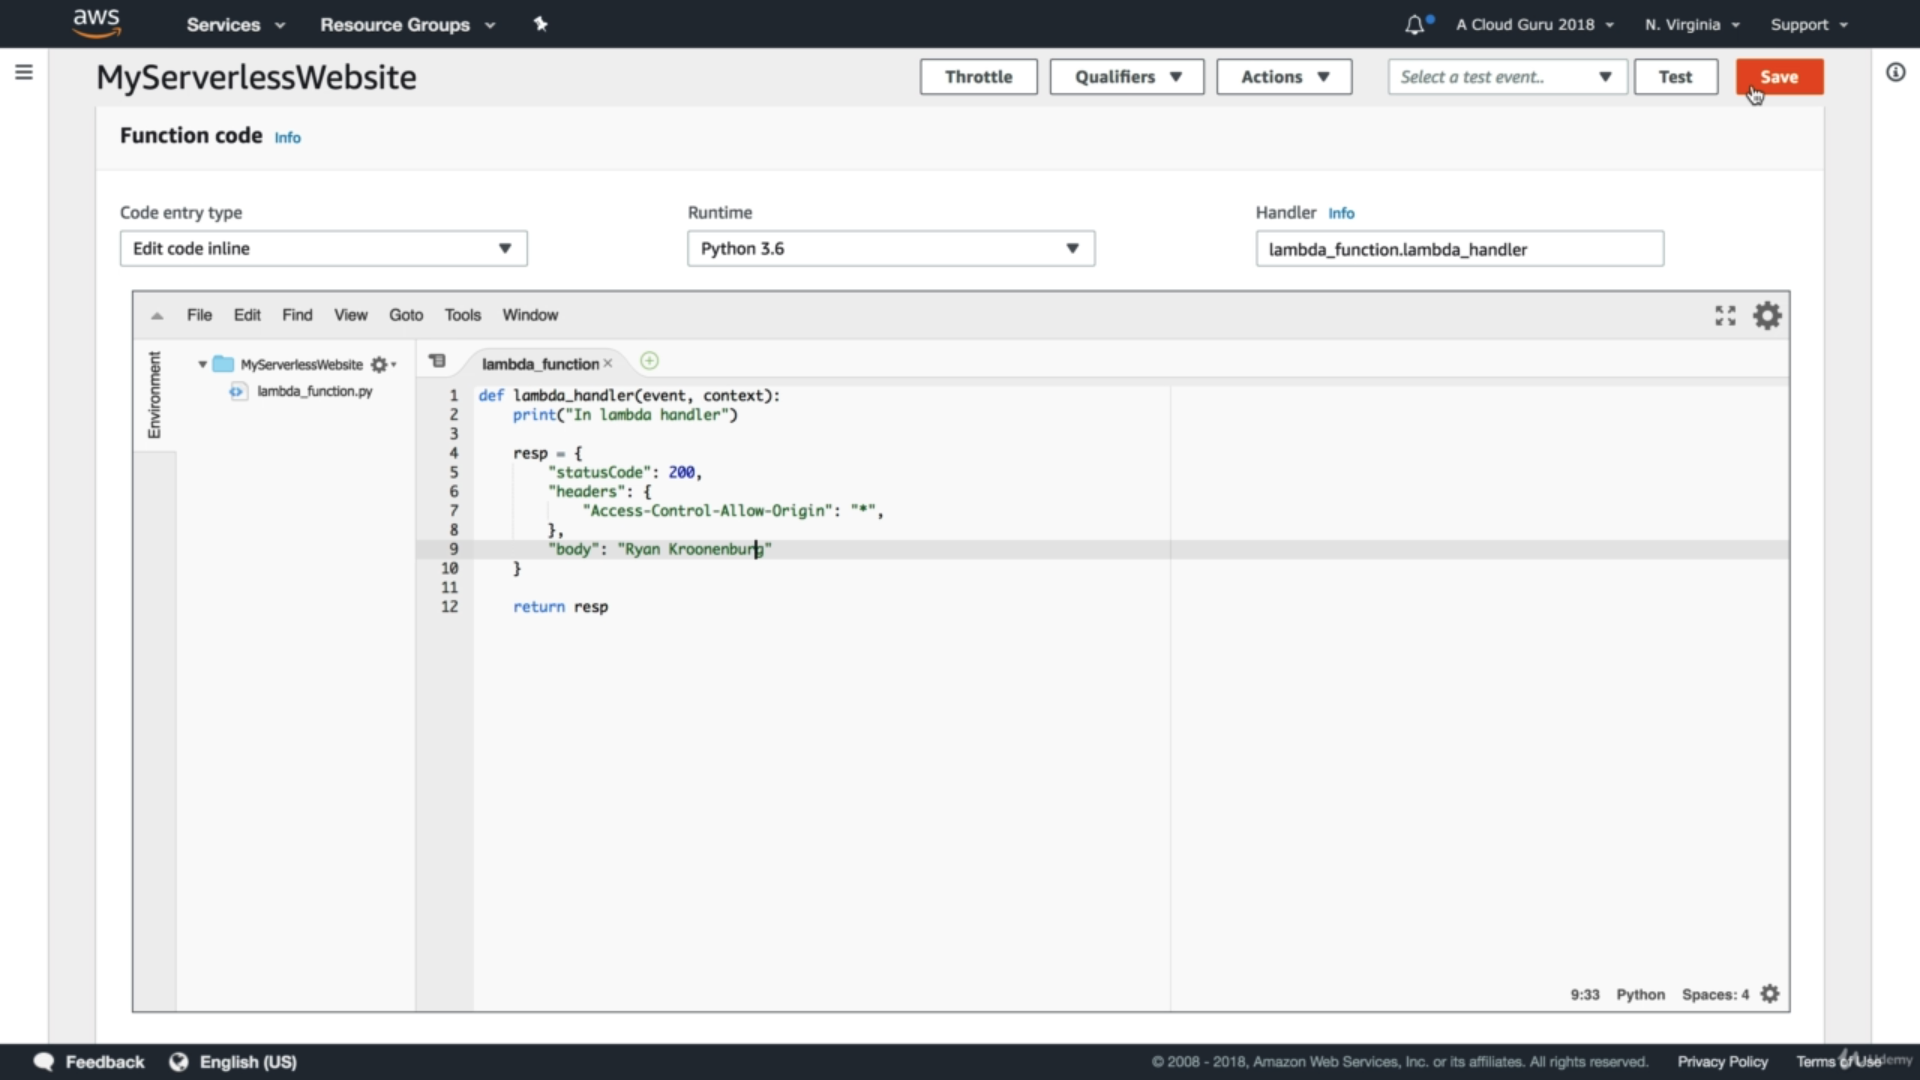 aws Services Resource Groups A Cloud Guru 2018 N. Virginia Support
MyServerlessWebsite Throttle Qualifiers Actions Select a test event.. Test Save
Function code Info
Code entry type Runtime Handler Info
Edit code inline Python 3.6 lambda_function.lambda_handler
File Edit Find View Goto Tools Window
Environment
MyServerlessWebsite
lambda_function.py
lambda_function
1 def lambda_handler(event, context):
2 print("In lambda handler")
3
4 resp = {
5 "statusCode": 200,
6 "headers": {
7 "Access-Control-Allow-Origin": "*",
8 },
9 "body": "Ryan Kroonenburg"
10 }
11
12 return resp
9:33 Python Spaces: 4
Feedback English (US) © 2008 - 2018, Amazon Web Services, Inc. or its affiliates. All rights reserved. Privacy Policy Terms of Use